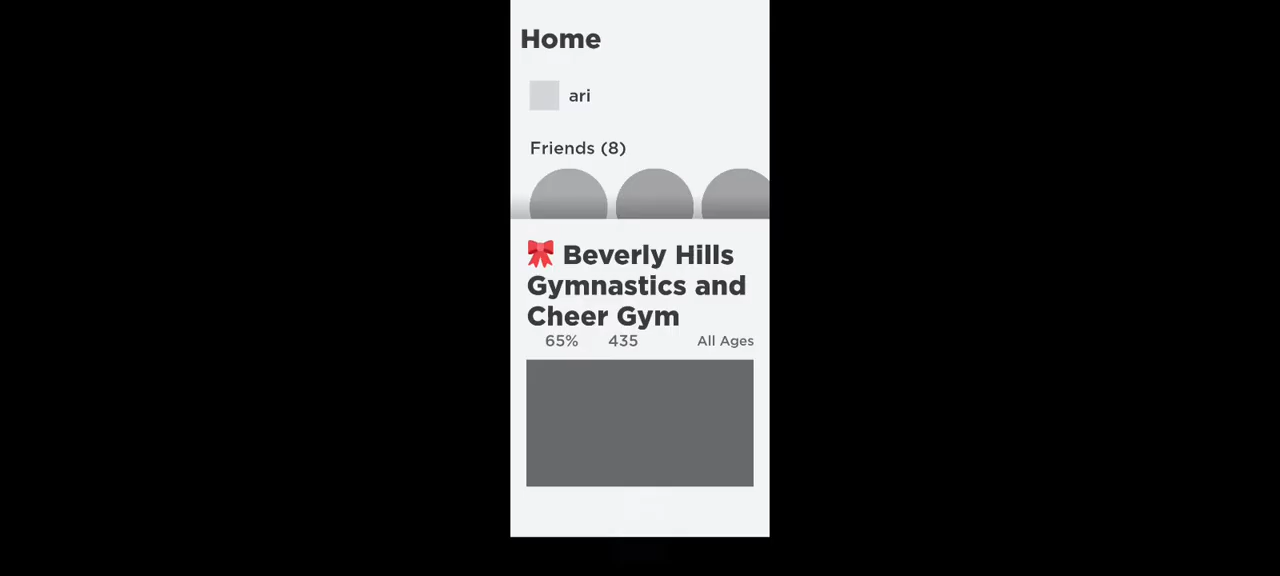 Home
ari
Friends (8)
🎀 Beverly Hills
Gymnastics and
Cheer Gym
65% 435 All Ages